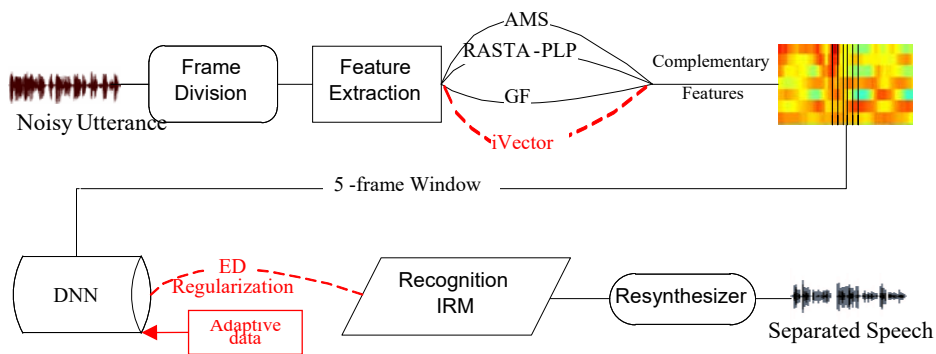 AMS
RASTA-PLP
GF
iVector
Frame
Division
Feature
Extraction
Complementary
Features
Noisy Utterance
5 -frame Window
DNN
ED
Regularization
Adaptive
data
Recognition
IRM
Resynthesizer
Separated Speech